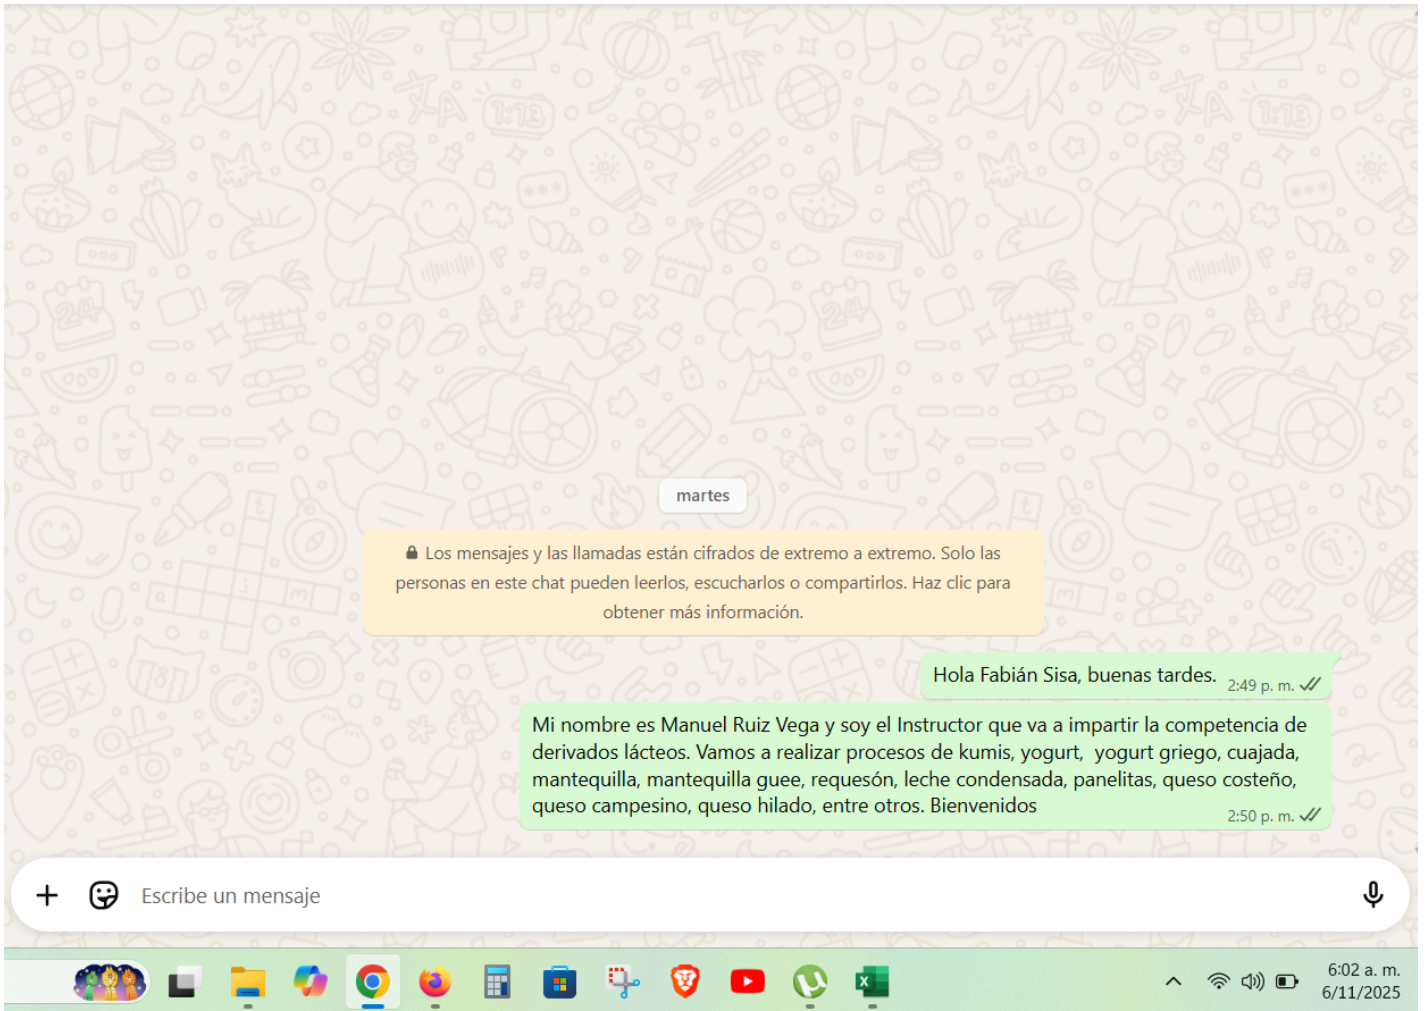 martes
Los mensajes y las llamadas están cifrados de extremo a extremo. Solo las
personas en este chat pueden leerlos, escucharlos o compartirlos. Haz clic para
obtener más información.
Hola Fabián Sisa, buenas tardes.
2:49 p. m.
Mi nombre es Manuel Ruiz Vega y soy el Instructor que va a impartir la competencia de
derivados lácteos. Vamos a realizar procesos de kumis, yogurt,  yogurt griego, cuajada,
mantequilla, mantequilla guee, requesón, leche condensada, panelitas, queso costeño,
queso campesino, queso hilado, entre otros. Bienvenidos
2:50 p. m.
Escribe un mensaje
6:02 a. m.
6/11/2025